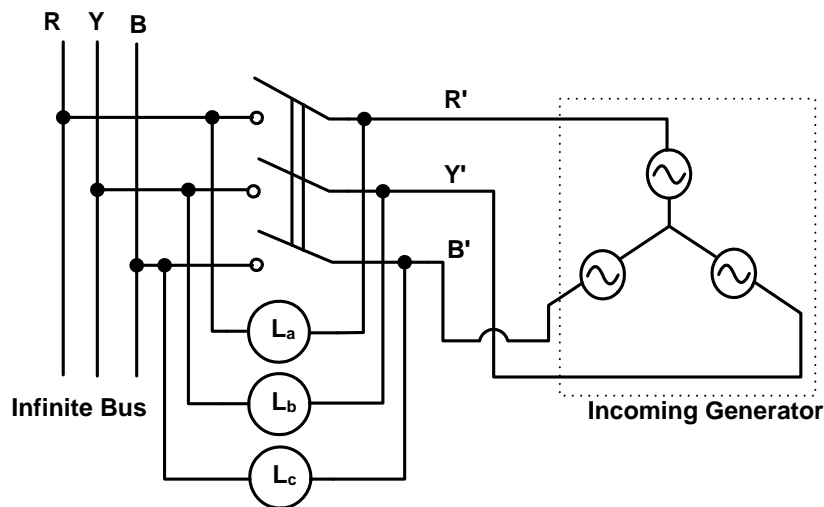 R Y B
R'
Y'
B'
La
Lb
Lc
Infinite Bus
Incoming Generator